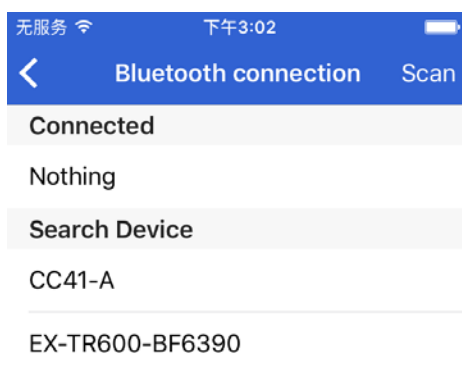 无服务 下午3:02
Bluetooth connection Scan
Connected
Nothing
Search Device
CC41-A
EX-TR600-BF6390